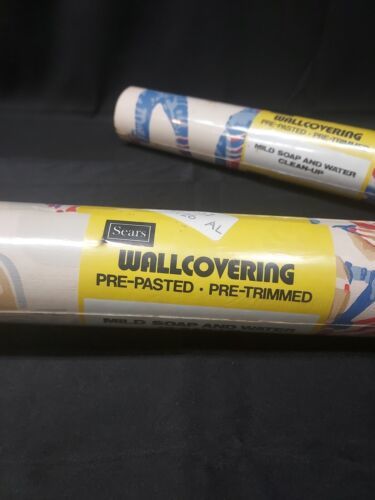 WALLCOVERING
PRE-PASTED · PRE-TRIMMED
MILD SOAP AND WATER
CLEAN-UP
AL
Sears
WALLCOVERING
PRE-PASTED · PRE-TRIMMED
MILD SOAP AND WATER